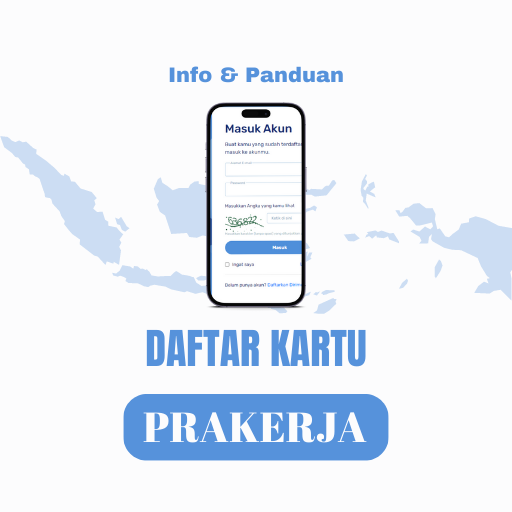 Info & Panduan
Masuk Akun
Buat kamu yang sudah terdaftar
masuk ke akunmu.
Password
Masukkan Angka yang kamu lihat
Masuk
Ingat saya
Belum punya akun? Daftarkan
DAFTAR KARTU
PRAKERJA